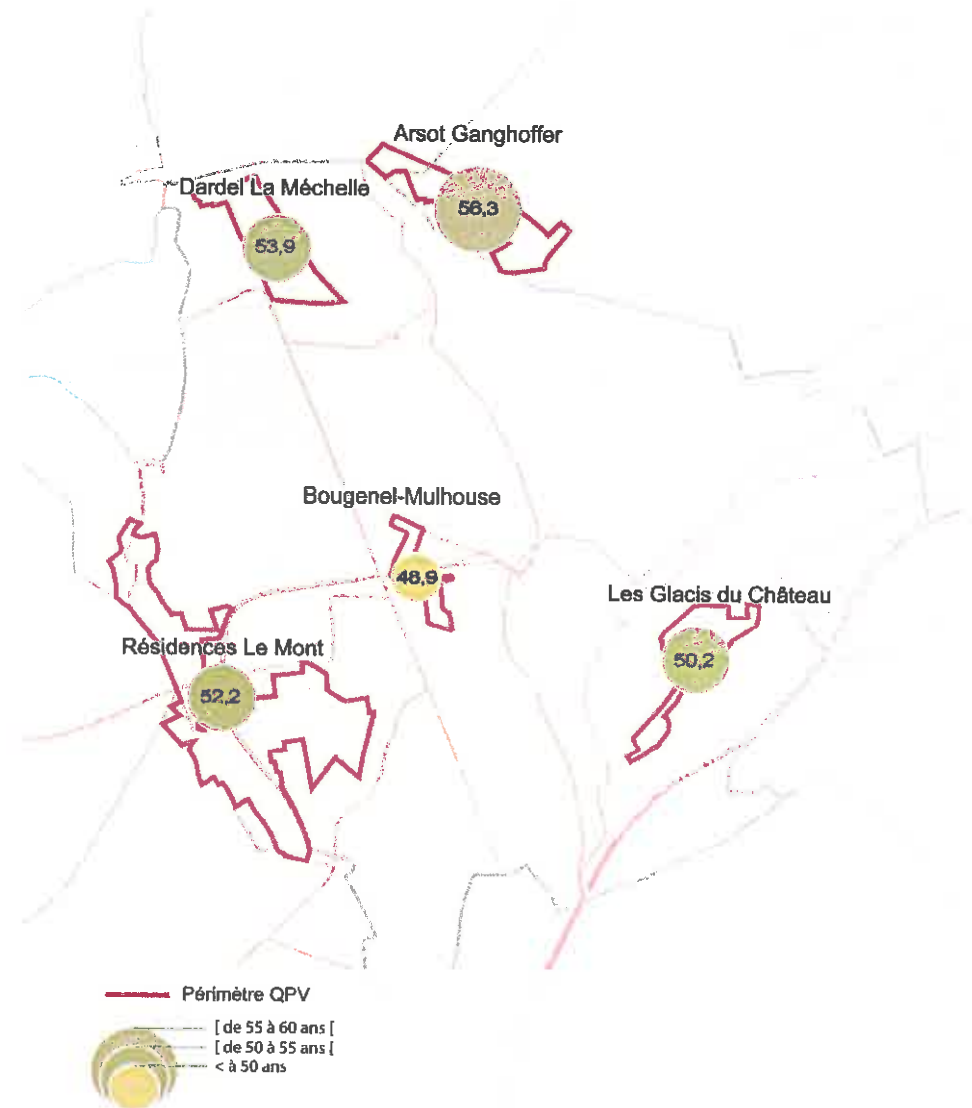 Arsot Ganghoffer
Dardel La Méchelle
56,3
53,9
Bougenel-Mulhouse
48,9
Les Glacis du Château
Résidences Le Mont
50,2
52,2
Périmètre QPV
[ de 55 à 60 ans [
[ de 50 à 55 ans [
< à 50 ans